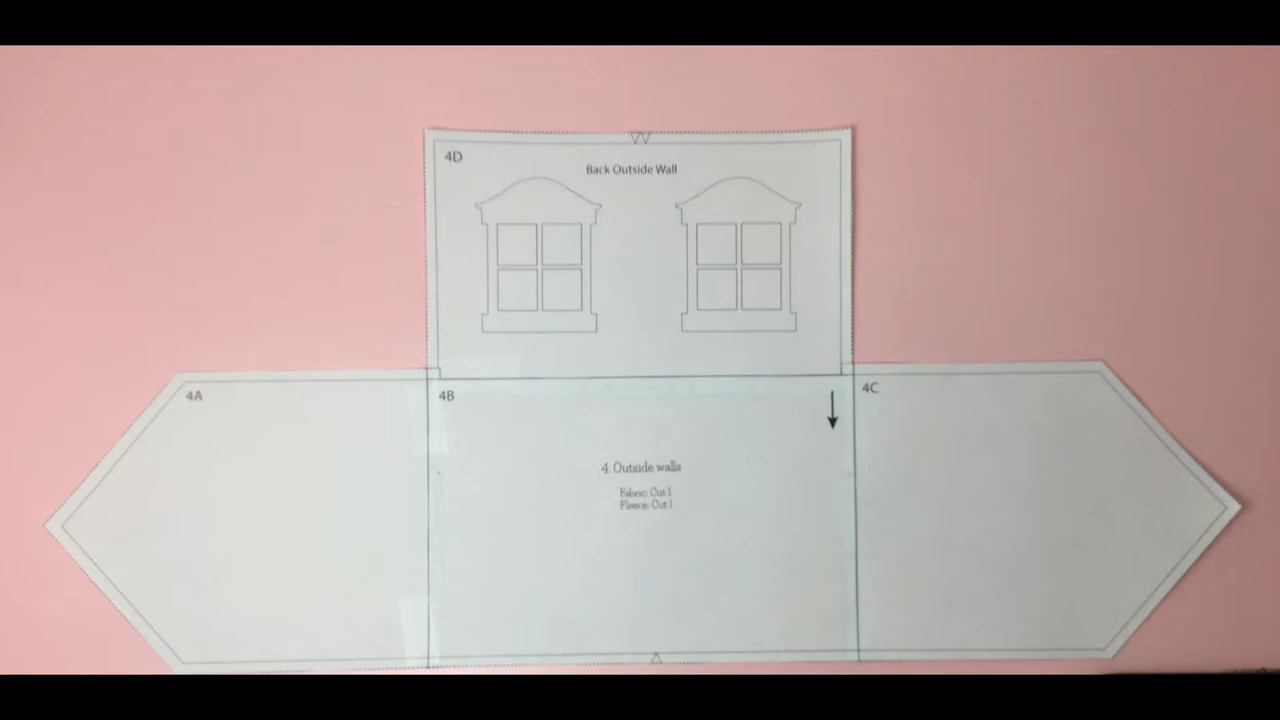 4D
Back Outside Wall
4A
4B
4C
4. Outside walls
Fabric: Cut 1
Fleece: Cut 1